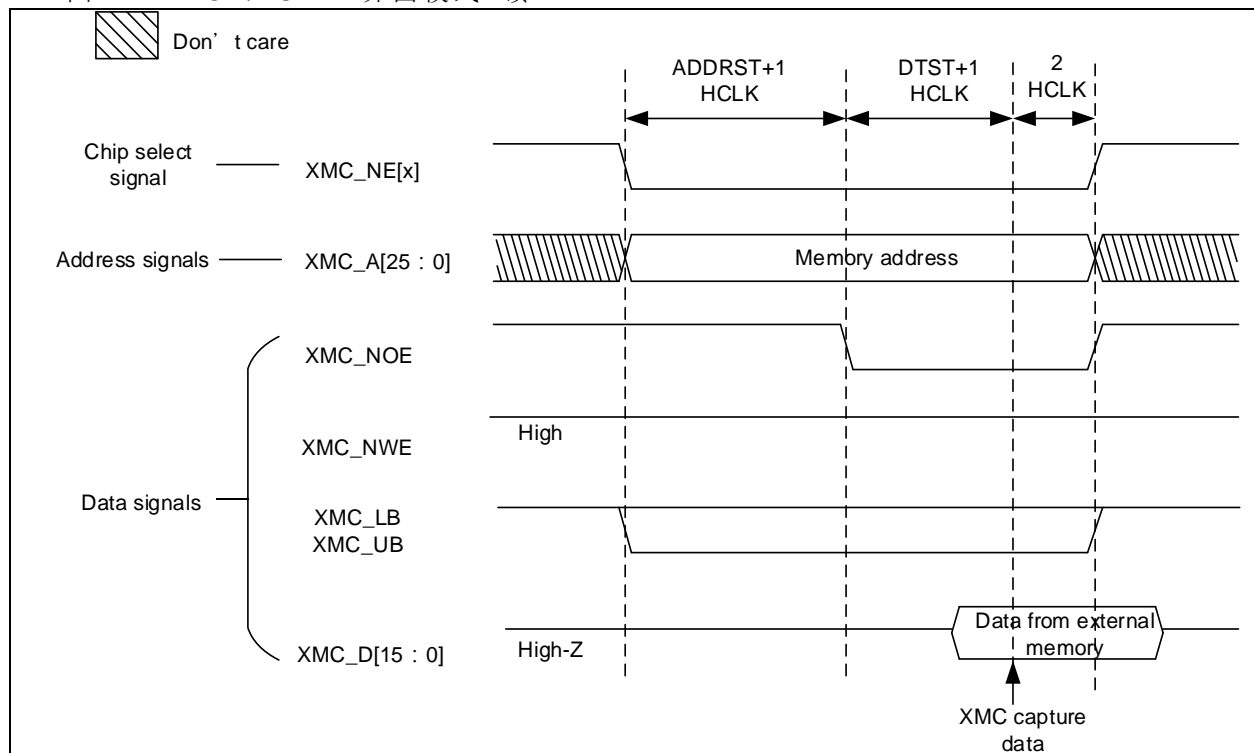 Don't care
ADDRST+1
HCLK
DTST+1
HCLK
2
HCLK
Chip select
signal
XMC_NE[x]
Address signals
XMC_A[25 : 0]
Memory address
XMC_NOE
High
XMC_NWE
Data signals
XMC_LB
XMC_UB
High-Z
XMC_D[15 : 0]
Data from external
memory
XMC capture
data